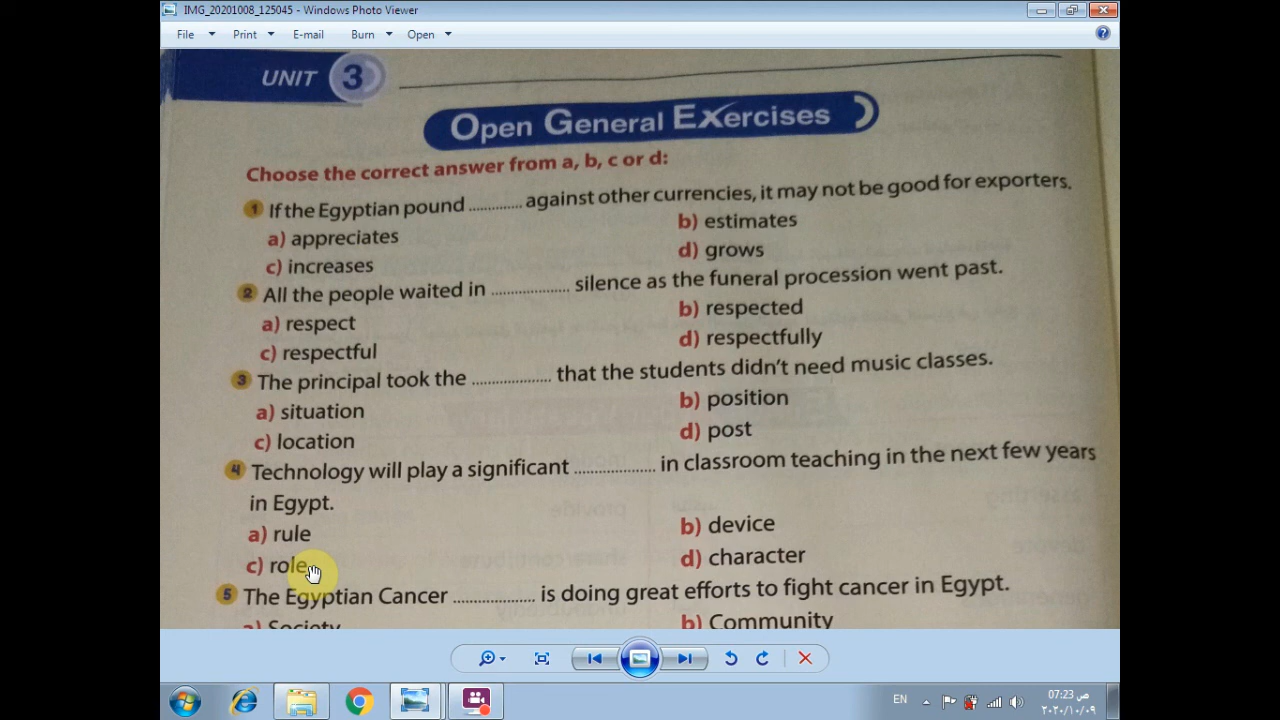 IMG_20201008_125045 - Windows Photo Viewer
File Print E-mail Burn Open
UNIT 3
Open General Exercises
Choose the correct answer from a, b, c or d:
1 If the Egyptian pound ............ against other currencies, it may not be good for exporters.
a) appreciates b) estimates
c) increases d) grows
2 All the people waited in .................. silence as the funeral procession went past.
a) respect b) respected
c) respectful d) respectfully
3 The principal took the .................. that the students didn't need music classes.
a) situation b) position
c) location d) post
4 Technology will play a significant .................. in classroom teaching in the next few years
in Egypt.
a) rule b) device
c) role d) character
5 The Egyptian Cancer .................. is doing great efforts to fight cancer in Egypt.
a) Society b) Community
EN
07:23 ص
٢٠٢٠/١٠/٠٩